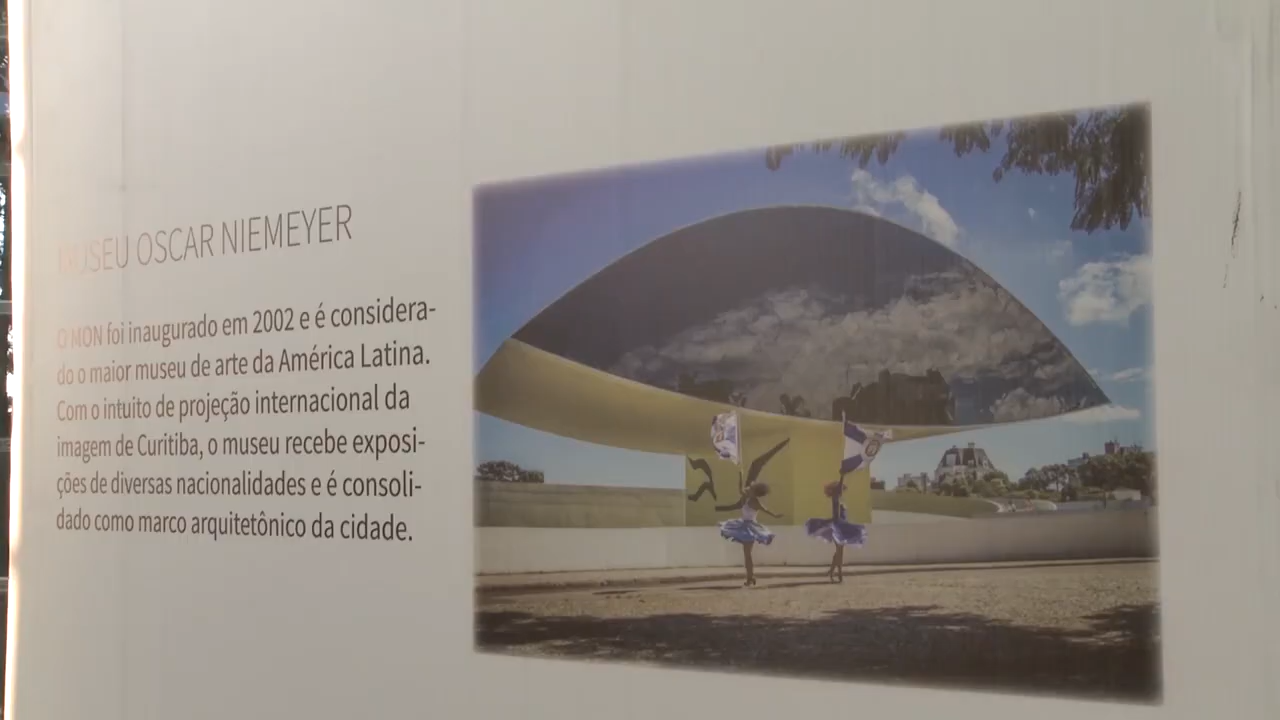 MUSEU OSCAR NIEMEYER
O MON foi inaugurado em 2002 e é considera-
do o maior museu de arte da América Latina.
Com o intuito de projeção internacional da
imagem de Curitiba, o museu recebe exposi-
ções de diversas nacionalidades e é consoli-
dado como marco arquitetônico da cidade.